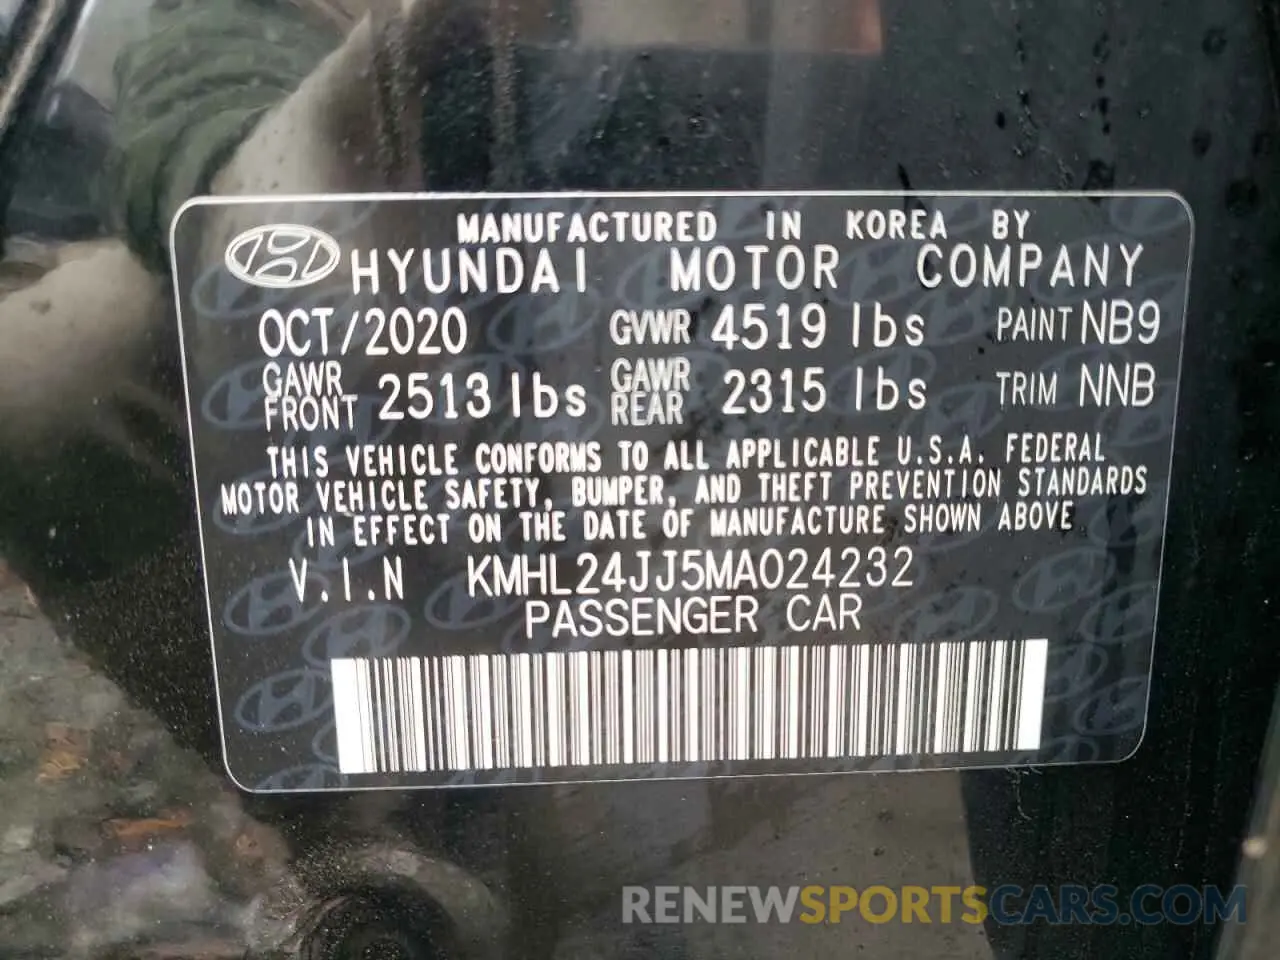 MANUFACTURED IN KOREA BY
HYUNDAI MOTOR COMPANY
OCT/2020 GVWR 4519 lbs PAINT NB9
GAWR FRONT 2513 lbs GAWR REAR 2315 lbs TRIM NNB
THIS VEHICLE CONFORMS TO ALL APPLICABLE U.S.A. FEDERAL
MOTOR VEHICLE SAFETY, BUMPER, AND THEFT PREVENTION STANDARDS
IN EFFECT ON THE DATE OF MANUFACTURE SHOWN ABOVE
V.I.N KMHL24JJ5MA024232
PASSENGER CAR
RENEWSPORTSCARS.COM